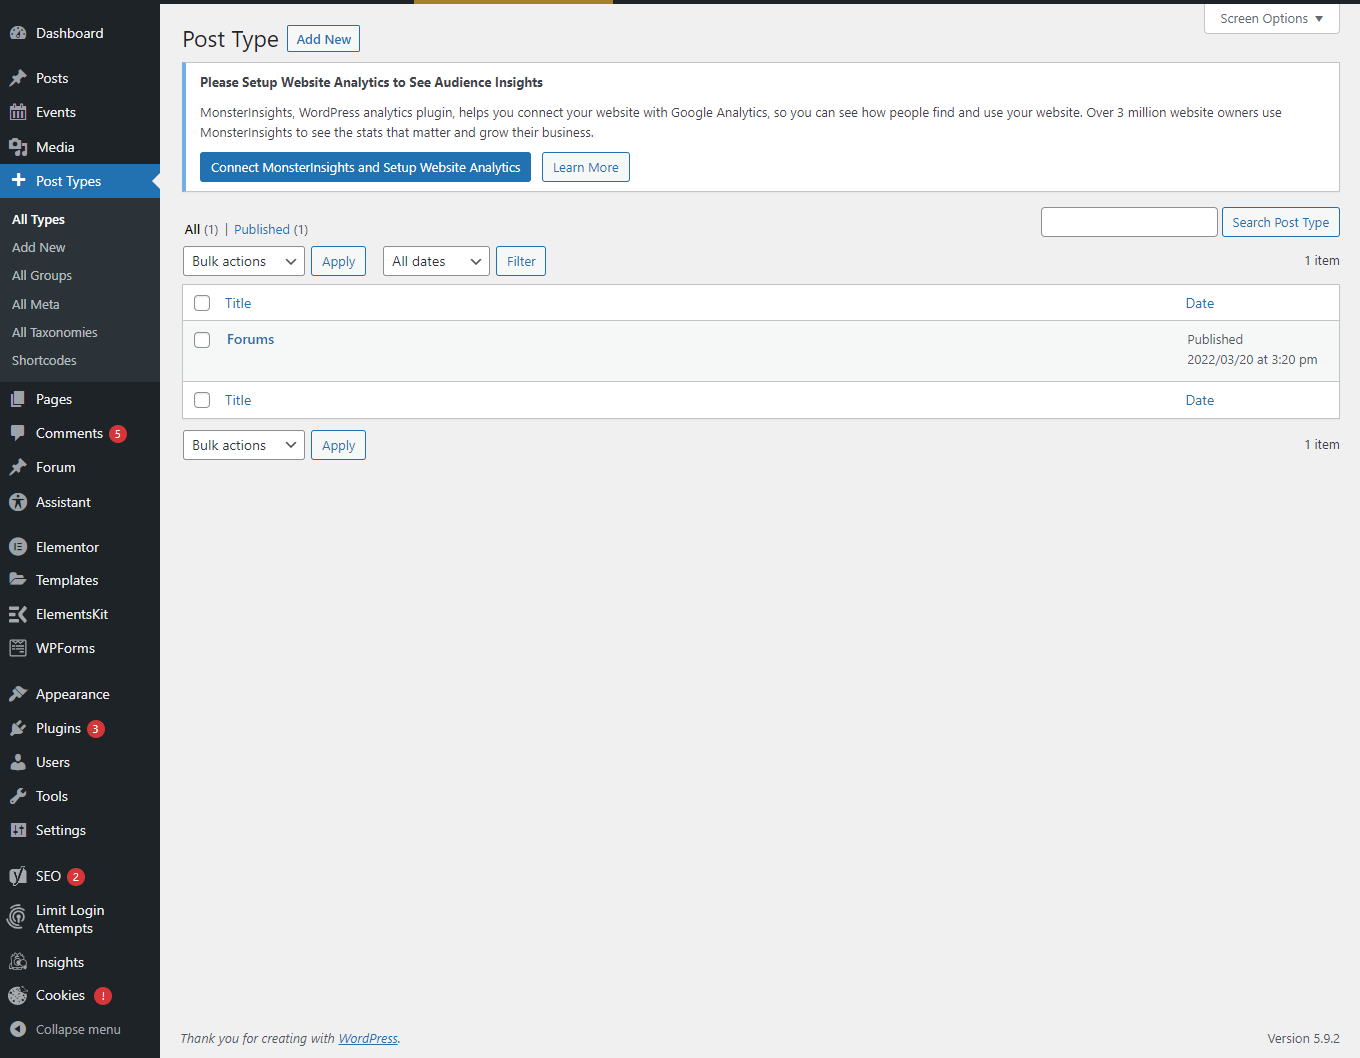 Dashboard
Posts
Events
Media
Post Types
All Types
Add New
All Groups
All Meta
All Taxonomies
Shortcodes
Pages
Comments 5
Forum
Assistant
Elementor
Templates
ElementsKit
WPForms
Appearance
Plugins 3
Users
Tools
Settings
SEO 2
Limit Login
Attempts
Insights
Cookies !
Collapse menu
Screen Options
Post Type Add New
Please Setup Website Analytics to See Audience Insights
MonsterInsights, WordPress analytics plugin, helps you connect your website with Google Analytics, so you can see how people find and use your website. Over 3 million website owners use
MonsterInsights to see the stats that matter and grow their business.
Connect MonsterInsights and Setup Website Analytics Learn More
All (1) | Published (1)
Search Post Type
Bulk actions Apply All dates Filter 1 item
Title Date
Forums Published
2022/03/20 at 3:20 pm
Title Date
Bulk actions Apply 1 item
Thank you for creating with WordPress. Version 5.9.2